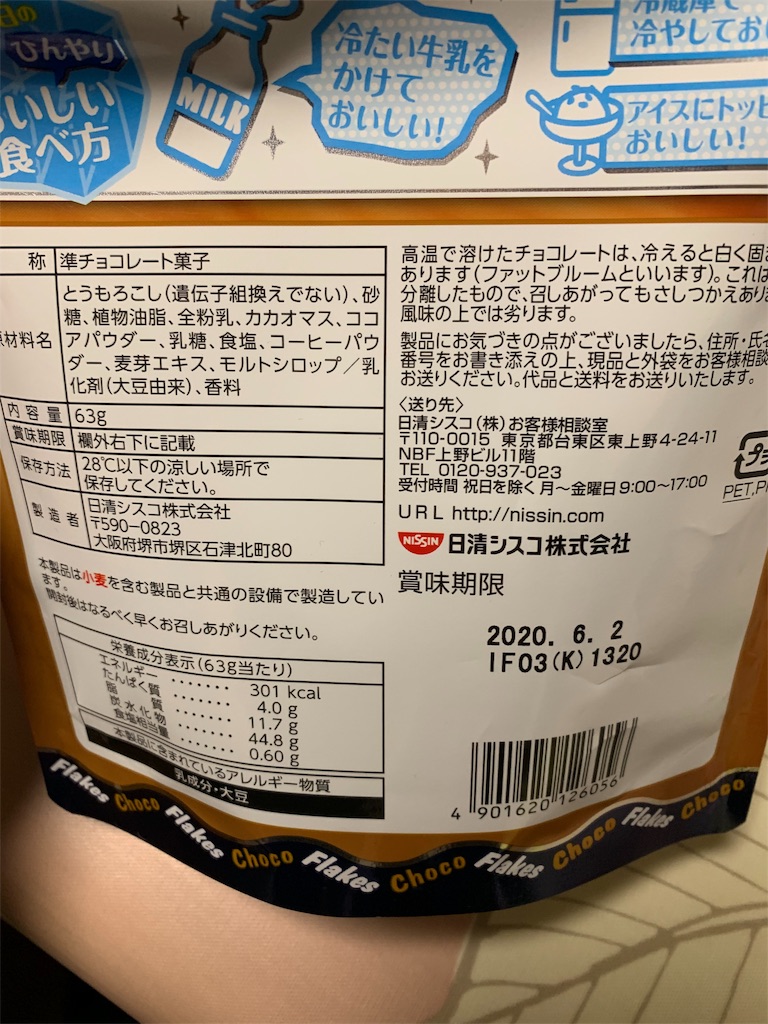 日の
ひんやり
いしい
食べ方
MILK
冷たい牛乳を
かけて
おいしい!
冷蔵庫で
冷やしてお
アイスにトッピ
おいしい!
称 準チョコレート菓子
原材料名 とうもろこし(遺伝子組換えでない)、砂
糖、植物油脂、全粉乳、カカオマス、ココ
アパウダー、乳糖、食塩、コーヒーパウ
ダー、麦芽エキス、モルトシロップ/乳
化剤(大豆由来)、香料
内容量 63g
賞味期限 欄外右下に記載
保存方法 28℃以下の涼しい場所で
保存してください。
製造者 日清シスコ株式会社
〒590-0823
大阪府堺市堺区石津北町80
本製品は小麦を含む製品と共通の設備で製造してい
ます。
開封後はなるべく早くお召しあがりください。
栄養成分表示(63g当たり)
エネルギー ‥‥‥‥ 301 kcal
たんぱく質 ‥‥‥‥ 4.0 g
脂質 ‥‥‥‥ 11.7 g
炭水化物 ‥‥‥‥ 44.8 g
食塩相当量 ‥‥‥‥ 0.60 g
本製品に含まれているアレルギー物質
乳成分・大豆
高温で溶けたチョコレートは、冷えると白く固ま
あります(ファットブルームといいます)。これは
分離したもので、召しあがってもさしつかえあり
風味の上では劣ります。
製品にお気づきの点がございましたら、住所・氏名
番号をお書き添えの上、現品と外袋をお客様相談
お送りください。代品と送料をお送りいたします。
〈送り先〉
日清シスコ(株)お客様相談室
〒110-0015 東京都台東区東上野4-24-11
NBF上野ビル11階
TEL 0120-937-023
受付時間 祝日を除く月～金曜日9:00～17:00
URL http://nissin.com
NISSIN 日清シスコ株式会社
プラ
PET,P
賞味期限
2020. 6. 2
IF03(K)1320
4 901620 126056
Flakes Choco Flakes Choco Flakes Choco Flakes Choco Flakes Choco